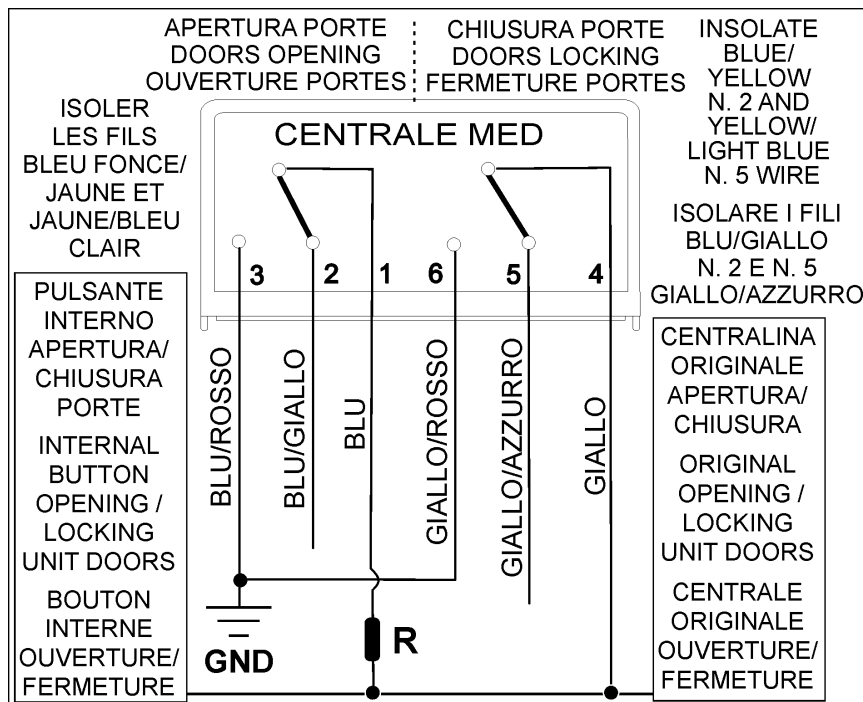 APERTURA PORTE
DOORS OPENING
OUVERTURE PORTES
CHIUSURA PORTE
DOORS LOCKING
FERMETURE PORTES
INSOLATE
BLUE/
YELLOW
N. 2 AND
YELLOW/
LIGHT BLUE
N. 5 WIRE
ISOLER
LES FILS
BLEU FONCE/
JAUNE ET
JAUNE/BLEU
CLAIR
CENTRALE MED
ISOLARE I FILI
BLU/GIALLO
N. 2 E N. 5
GIALLO/AZZURRO
3 2 1 6 5 4
PULSANTE
INTERNO
APERTURA/
CHIUSURA
PORTE
INTERNAL
BUTTON
OPENING /
LOCKING
UNIT DOORS
BOUTON
INTERNE
OUVERTURE/
FERMETURE
BLU/ROSSO
BLU/GIALLO
BLU
GIALLO/ROSSO
GIALLO/AZZURRO
GIALLO
GND
R
CENTRALINA
ORIGINALE
APERTURA/
CHIUSURA
ORIGINAL
OPENING /
LOCKING
UNIT DOORS
CENTRALE
ORIGINALE
OUVERTURE/
FERMETURE